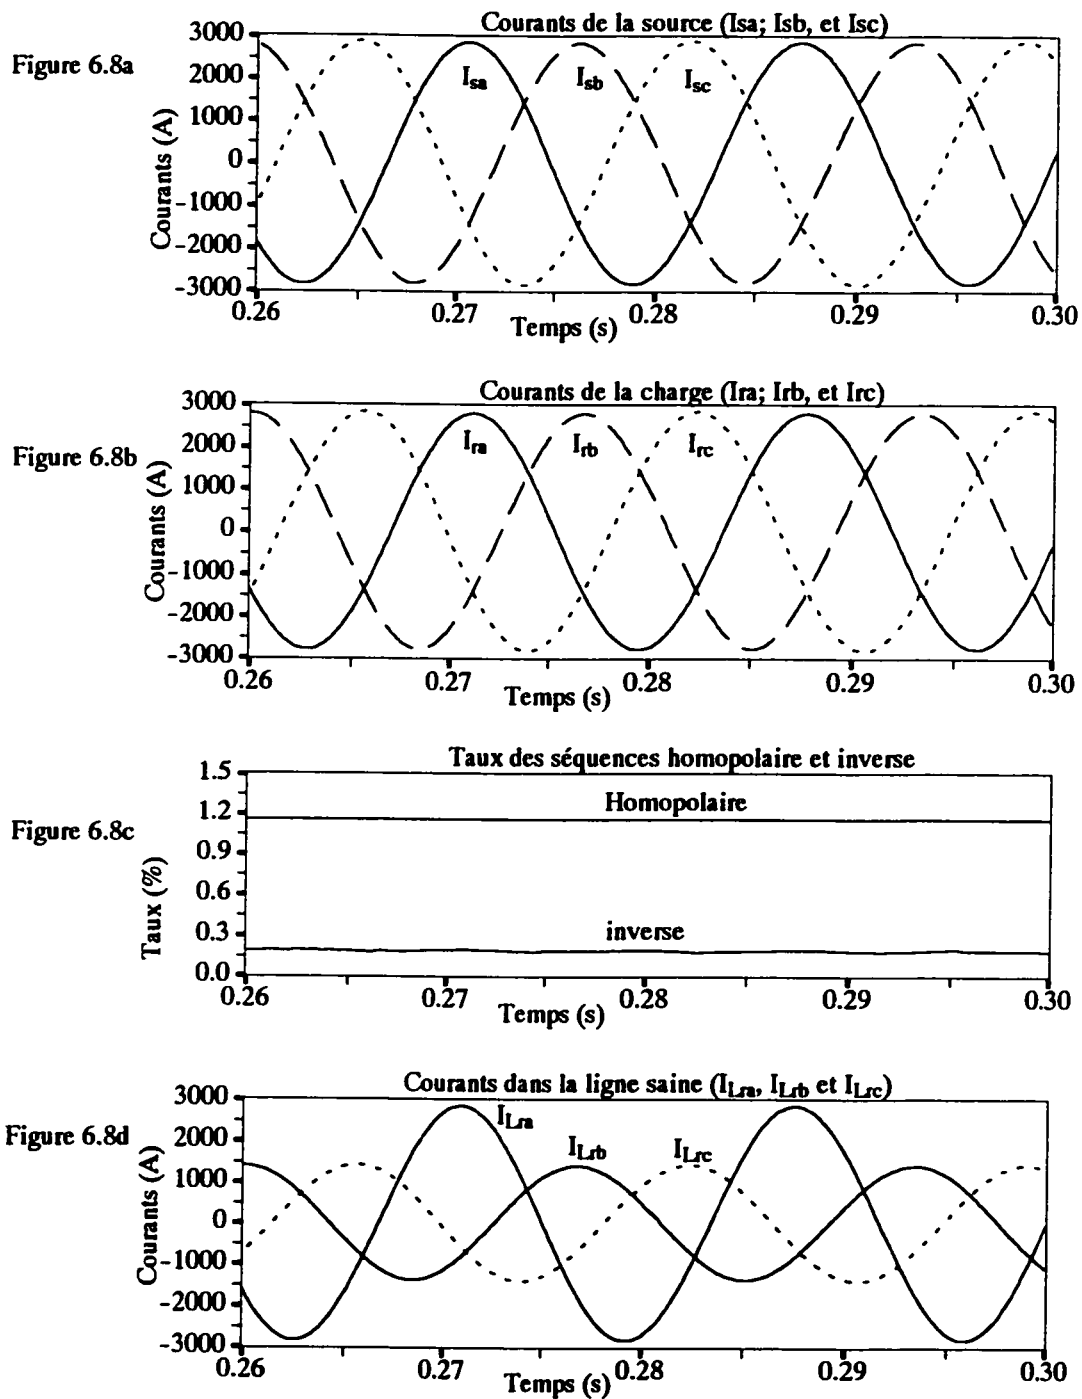 Courants de la source (Isa; Isb, et Isc)
Figure 6.8a
Courants (A)
3000
2000
1000
0
-1000
-2000
-3000
Isa
Isb
Isc
0.26
0.27
0.28
0.29
0.30
Temps (s)
Courants de la charge (Ira; Irb, et Irc)
Figure 6.8b
Courants (A)
3000
2000
1000
0
-1000
-2000
-3000
Ira
Irb
Irc
0.26
0.27
0.28
0.29
0.30
Temps (s)
Taux des séquences homopolaire et inverse
Figure 6.8c
Taux (%)
1.5
1.2
0.9
0.6
0.3
0.0
Homopolaire
inverse
0.26
0.27
0.28
0.29
0.30
Temps (s)
Courants dans la ligne saine (ILra, ILrb et ILrc)
Figure 6.8d
Courants (A)
3000
2000
1000
0
-1000
-2000
-3000
ILra
ILrb
ILrc
0.26
0.27
0.28
0.29
0.30
Temps (s)